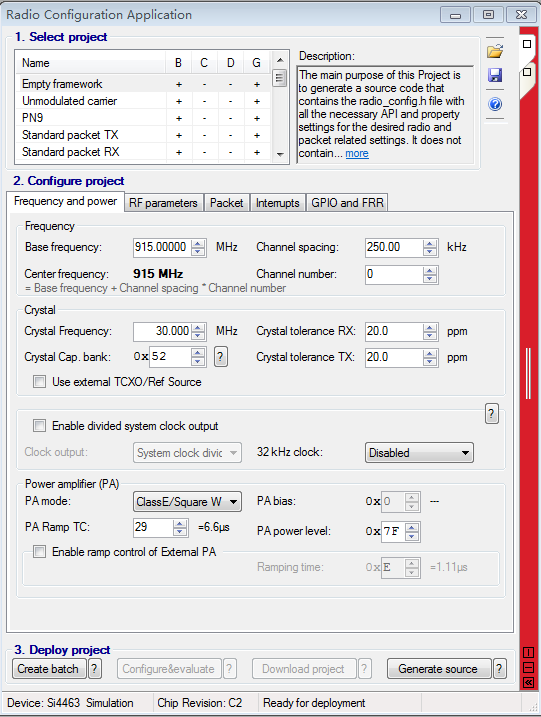 Radio Configuration Application
1. Select project
Name B C D G
Empty framework + - - +
Unmodulated carrier + - - +
PN9 + - - +
Standard packet TX + - - +
Standard packet RX + - - +
Description:
The main purpose of this Project is
to generate a source code that
contains the radio_config.h file with
all the necessary API and property
settings for the desired radio and
packet related settings. It does not
contain... more
2. Configure project
Frequency and power RF parameters Packet Interrupts GPIO and FRR
Frequency
Base frequency: 915.00000 MHz Channel spacing: 250.00 kHz
Center frequency: 915 MHz Channel number: 0
= Base frequency + Channel spacing * Channel number
Crystal
Crystal Frequency: 30.000 MHz Crystal tolerance RX: 20.0 ppm
Crystal Cap. bank: 0x 52 ? Crystal tolerance TX: 20.0 ppm
Use external TCXO/Ref Source
?
Enable divided system clock output
Clock output: System clock divic 32 kHz clock: Disabled
Power amplifier (PA)
PA mode: ClassE/Square W PA bias: 0x 0 ---
PA Ramp TC: 29 =6.6µs PA power level: 0x 7F
Enable ramp control of External PA
Ramping time: 0x E =1.11µs
3. Deploy project
Create batch ? Configure&evaluate ? Download project ? Generate source ?
Device: Si4463 Simulation Chip Revision: C2 Ready for deployment